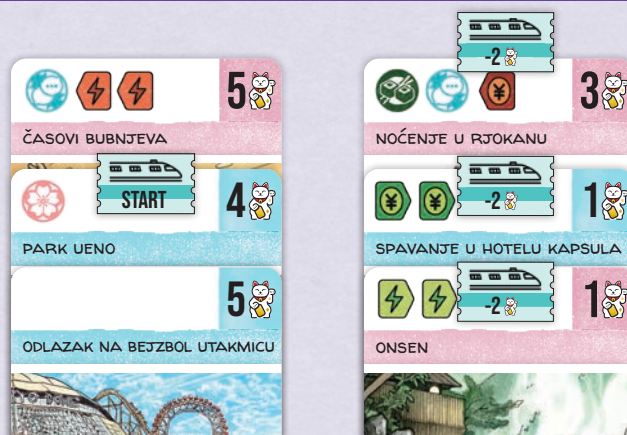 5
ČASOVI BUBNJEVA
START
4
PARK UENO
5
ODLAZAK NA BEJZBOL UTAKMICU
-2
¥
3
NOĆENJE U RJOKANU
¥ ¥
-2
1
SPAVANJE U HOTELU KAPSULA
-2
1
ONSEN